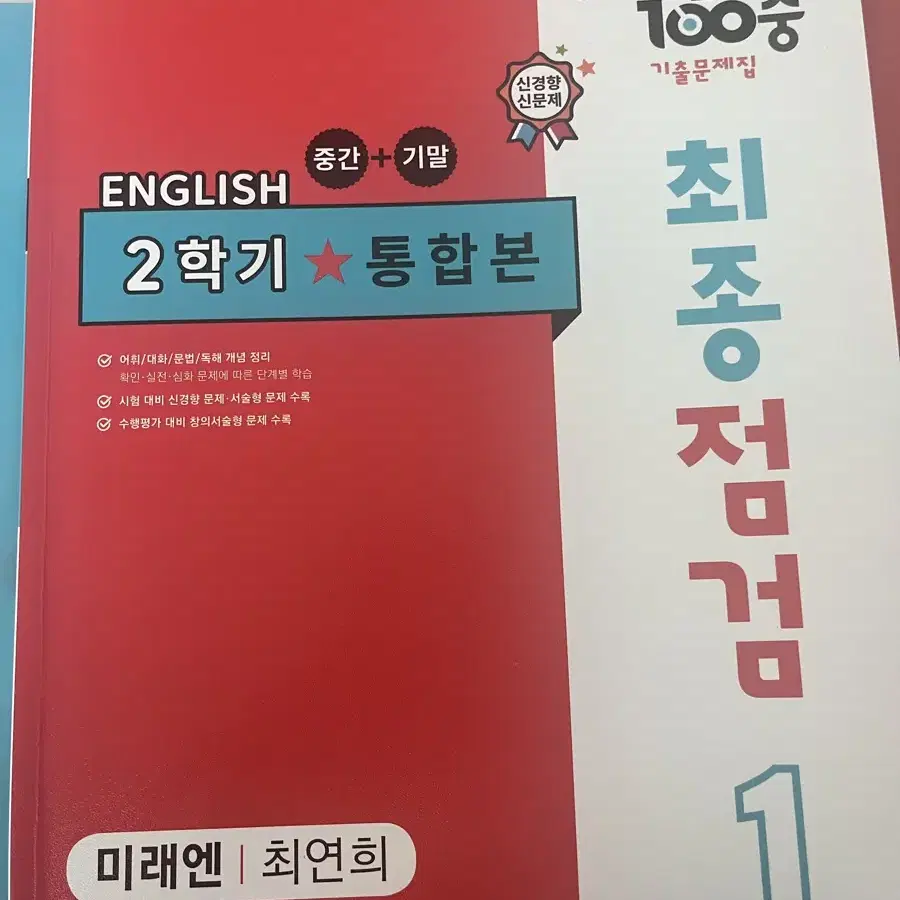 100중
기출문제집
신경향
신문제
중간+기말
ENGLISH
2학기★통합본
어휘/대화/문법/독해 개념 정리
확인·실전·심화 문제에 따른 단계별 학습
시험 대비 신경향 문제·서술형 문제 수록
수행평가 대비 창의서술형 문제 수록
최종점검
1
미래엔 | 최연희